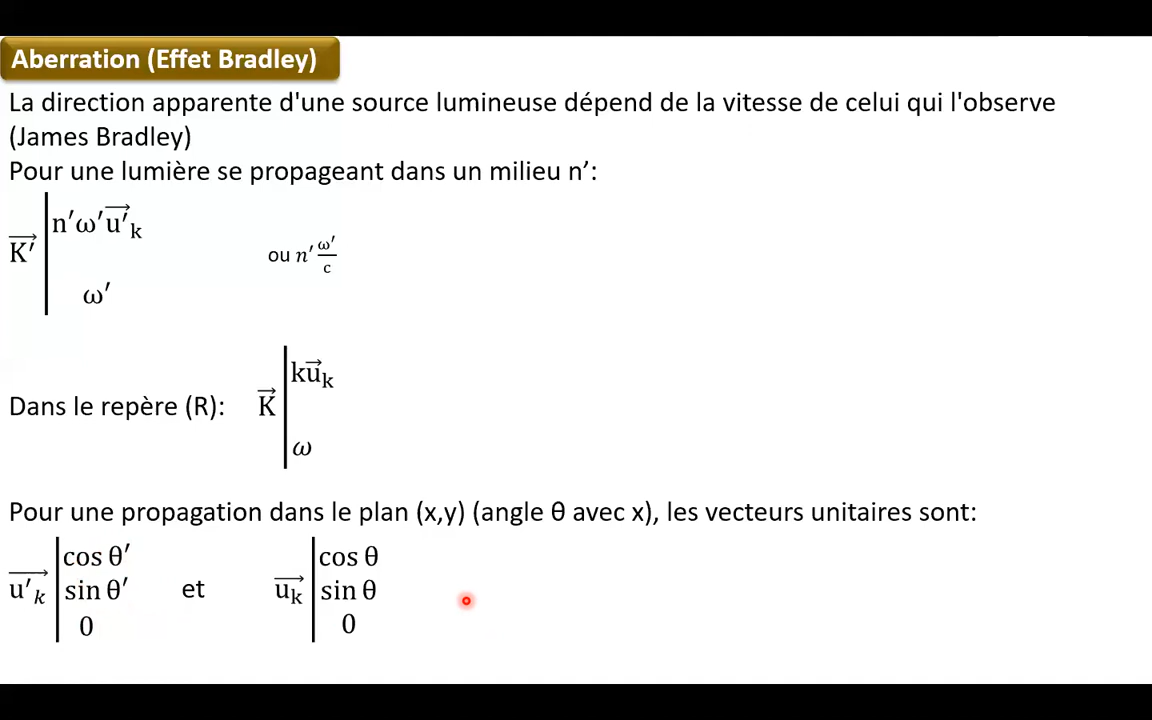 Aberration (Effet Bradley)
La direction apparente d'une source lumineuse dépend de la vitesse de celui qui l'observe
(James Bradley)
Pour une lumière se propageant dans un milieu n’:
K′⃗ | n′ω′u′⃗k
ω′
ou n′ ω′/c
Dans le repère (R): K⃗ | ku⃗k
ω
Pour une propagation dans le plan (x,y) (angle θ avec x), les vecteurs unitaires sont:
u′k⃗ | cos θ′ sin θ′ 0 et uk⃗ | cos θ sin θ 0